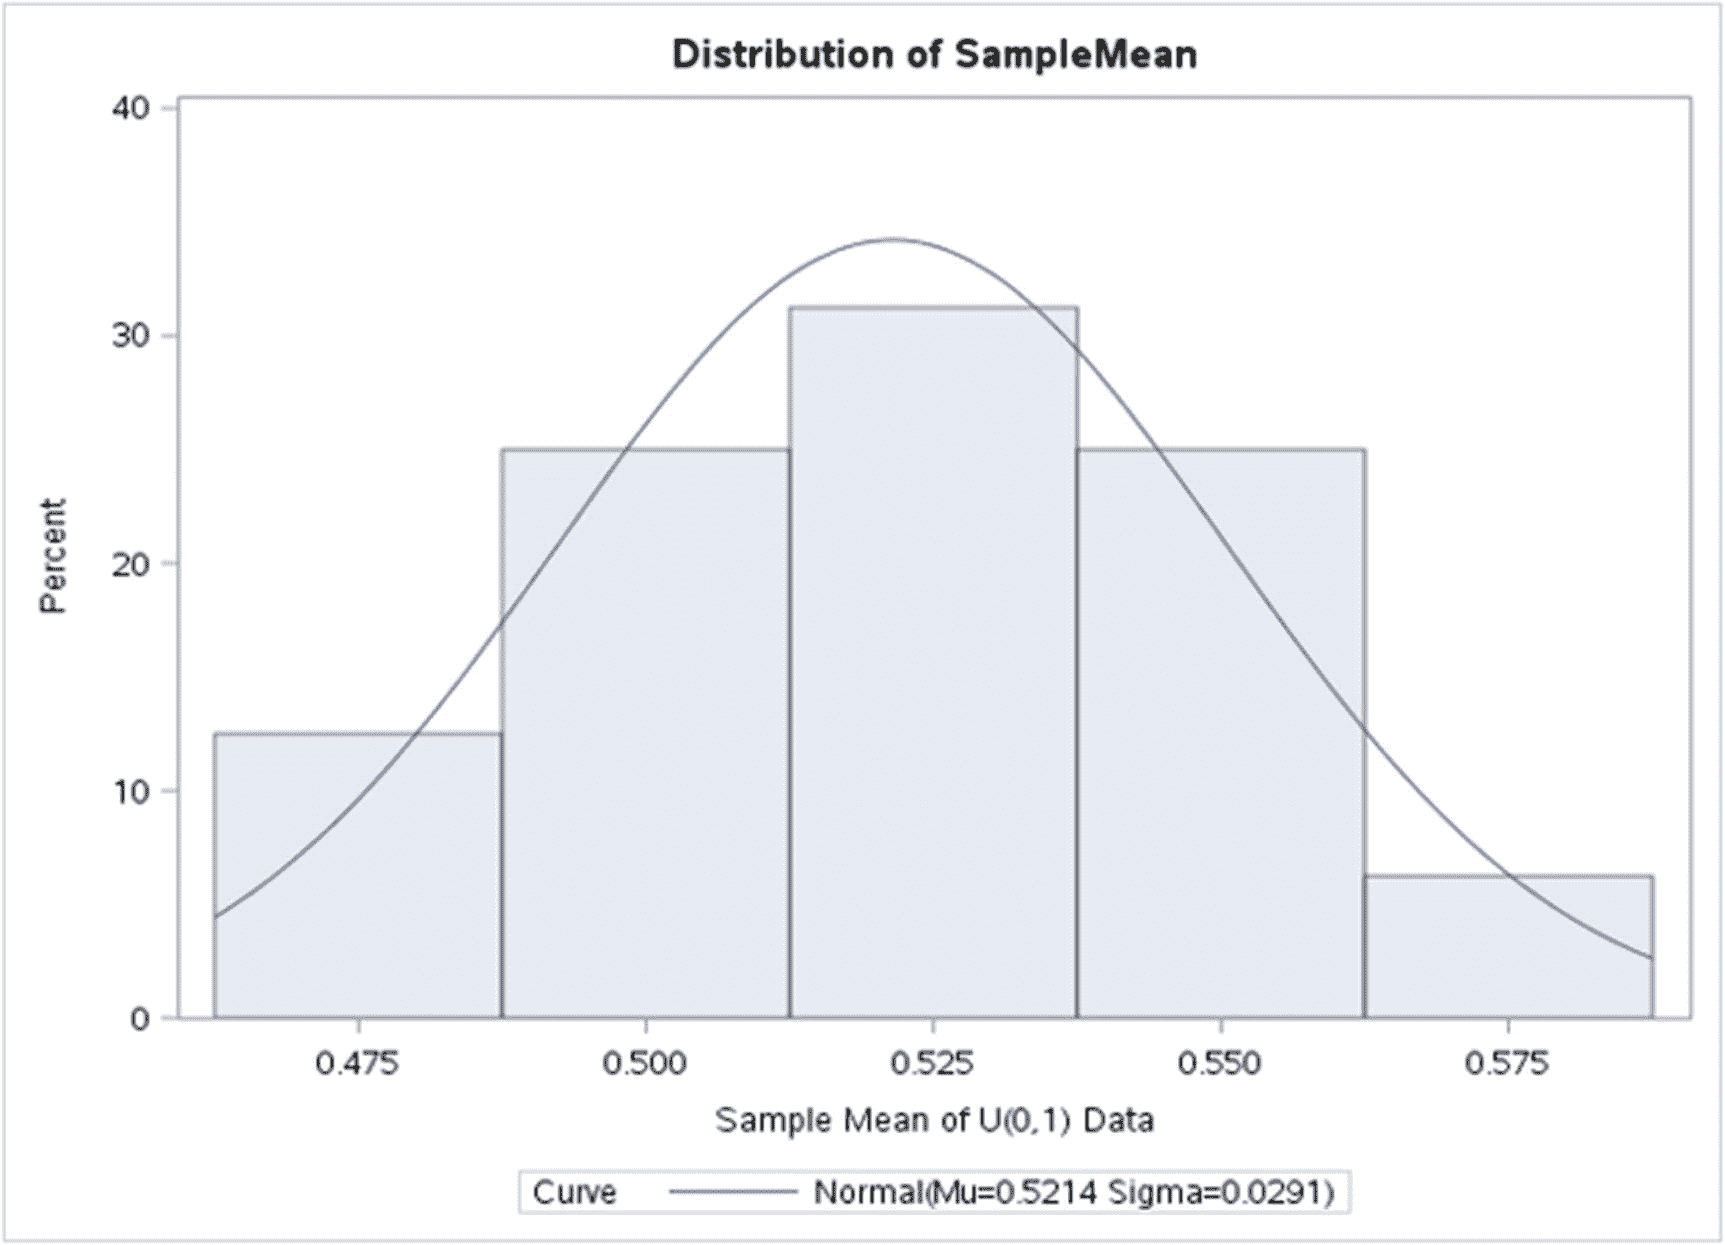 Distribution of SampleMean
40
30
20
10
0
Percent
0.475 0.500 0.525 0.550 0.575
Sample Mean of U(0,1) Data
Curve Normal(Mu=0.5214 Sigma=0.0291)